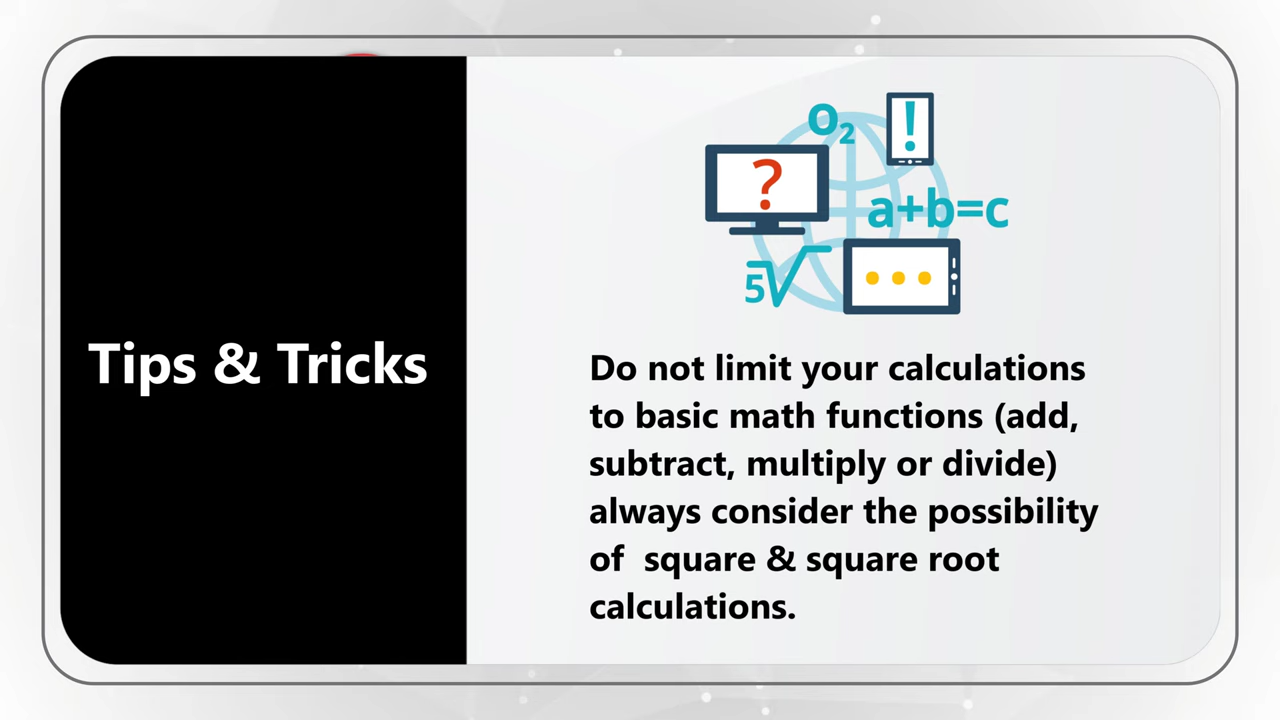 Tips & Tricks
O₂
!
?
a+b=c
5√
Do not limit your calculations
to basic math functions (add,
subtract, multiply or divide)
always consider the possibility
of  square & square root
calculations.